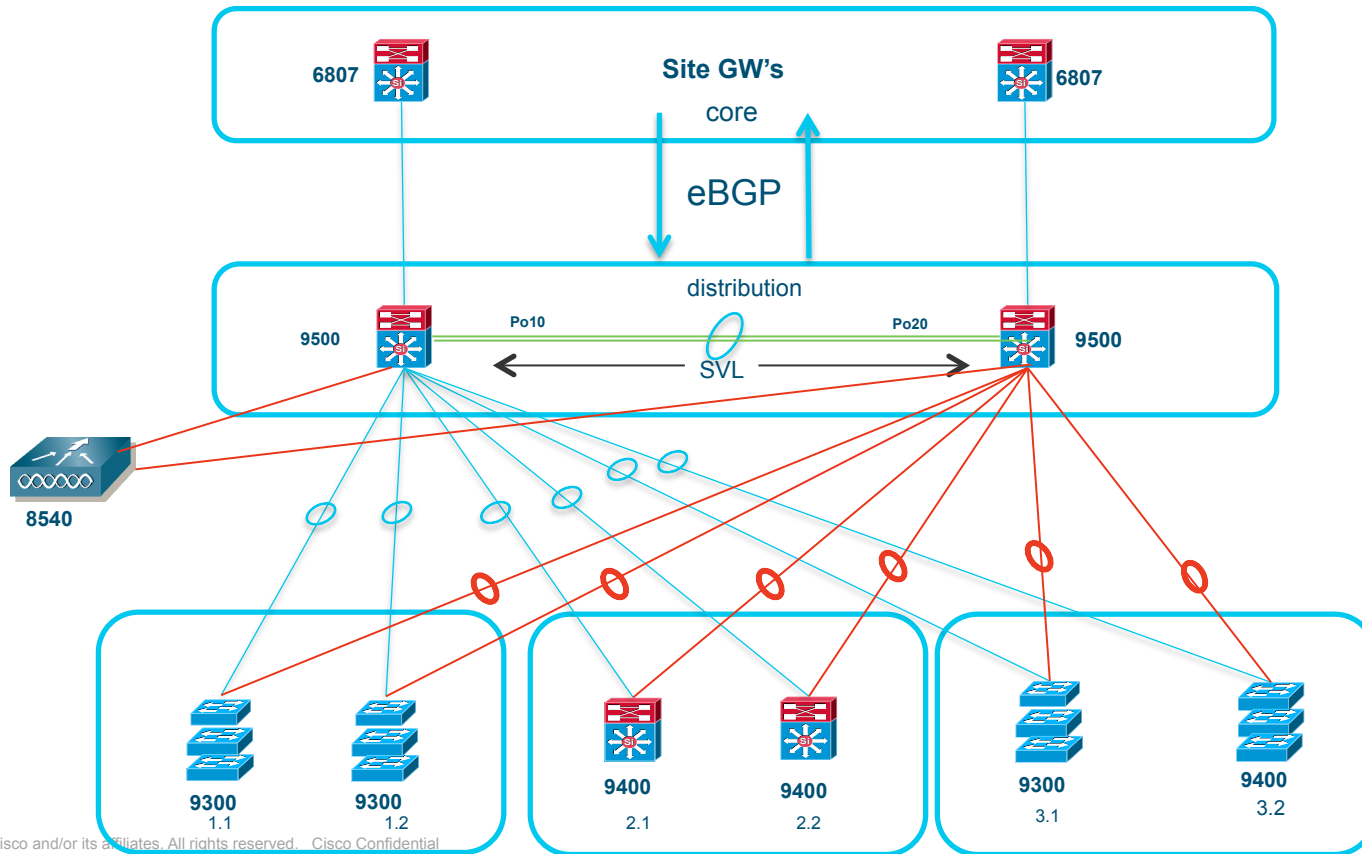 6807
Site GW's
6807
core
eBGP
distribution
9500
Po10
Po20
9500
SVL
8540
9300
9300
9400
9400
9300
9400
1.1
1.2
2.1
2.2
3.1
3.2
isco and/or its affiliates. All rights reserved. Cisco Confidential